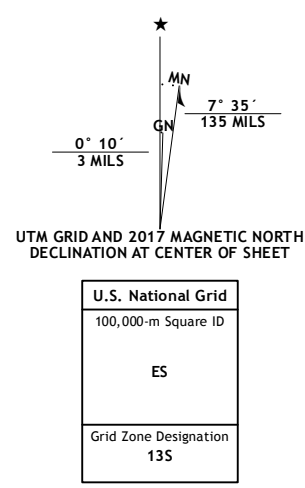 ★
MN
7° 35´
135 MILS
GN
0° 10´
3 MILS
UTM GRID AND 2017 MAGNETIC NORTH
DECLINATION AT CENTER OF SHEET
U.S. National Grid
100,000-m Square ID
ES
Grid Zone Designation
13S